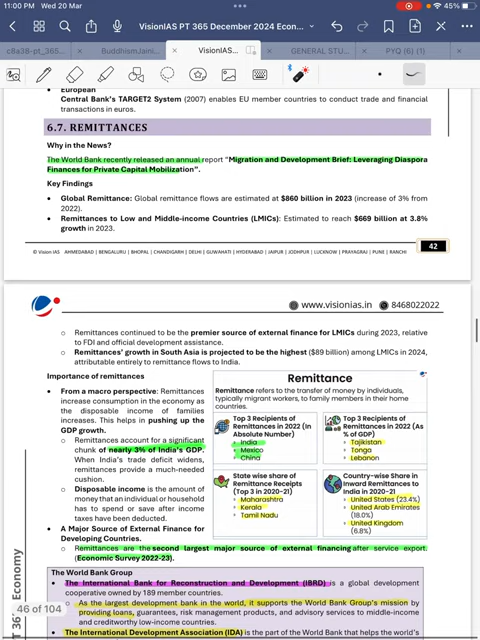 11:00 PM Wed 20 Mar
45%
VisionIAS PT 365 December 2024 Econ...
c8a38-pt_365...
BuddhismJaini...
VisionIAS...
GENERAL STU...
PYQ (6) (1)
• European
Central Bank's TARGET2 System (2007) enables EU member countries to conduct trade and financial
transactions in euros.
6.7. REMITTANCES
Why in the News?
The World Bank recently released an annual report "Migration and Development Brief: Leveraging Diaspora
Finances for Private Capital Mobilization".
Key Findings
• Global Remittance: Global remittance flows are estimated at $860 billion in 2023 (increase of 3% from
2022).
• Remittances to Low and Middle-income Countries (LMICs): Estimated to reach $669 billion at 3.8%
growth in 2023.
© Vision IAS AHMEDABAD | BENGALURU | BHOPAL | CHANDIGARH | DELHI | GUWAHATI | HYDERABAD | JAIPUR | JODHPUR | LUCKNOW | PRAYAGRAJ | PUNE | RANCHI
42
www.visionias.in
8468022022
o Remittances continued to be the premier source of external finance for LMICs during 2023, relative
to FDI and official development assistance.
o Remittances' growth in South Asia is projected to be the highest ($89 billion) among LMICs in 2024,
attributable entirely to remittance flows to India.
Importance of remittances
• From a macro perspective: Remittances
increase consumption in the economy as
the disposable income of families
increases. This helps in pushing up the
GDP growth.
o Remittances account for a significant
chunk of nearly 3% of India's GDP.
When India's trade deficit widens,
remittances provide a much-needed
cushion.
o Disposable income is the amount of
money that an individual or household
has to spend or save after income
taxes have been deducted.
• A Major Source of External Finance for
Developing Countries.
Remittance
Remittance refers to the transfer of money by individuals,
typically migrant workers, to family members in their home
countries.
Top 3 Recipients of
Remittances in 2022 (In
Absolute Number)
India
Mexico
China
Top 3 Recipients of
Remittances in 2022 (As
% of GDP)
Tajikistan
Tonga
Lebanon
State wise share of
Remittance
Receipts (Top 3 in 2020-21)
Maharashtra
Kerala
Tamil Nadu
Country-wise Share in
Inward Remittances to
India in 2020-21
United States (23.4%)
United Arab Emirates
(18.0%)
United Kingdom
(6.8%)
o Remittances are the second largest major source of external financing after service export.
(Economic Survey 2022-23).
The World Bank Group
• The International Bank for Reconstruction and Development (IBRD) is a global development
cooperative owned by 189 member countries.
o As the largest development bank in the world, it supports the World Bank Group's mission by
providing loans, guarantees, risk management products, and advisory services to middle-income
and creditworthy low-income countries.
• The International Development Association (IDA) is the part of the World Bank that helps the world's
Economy
46 of 104